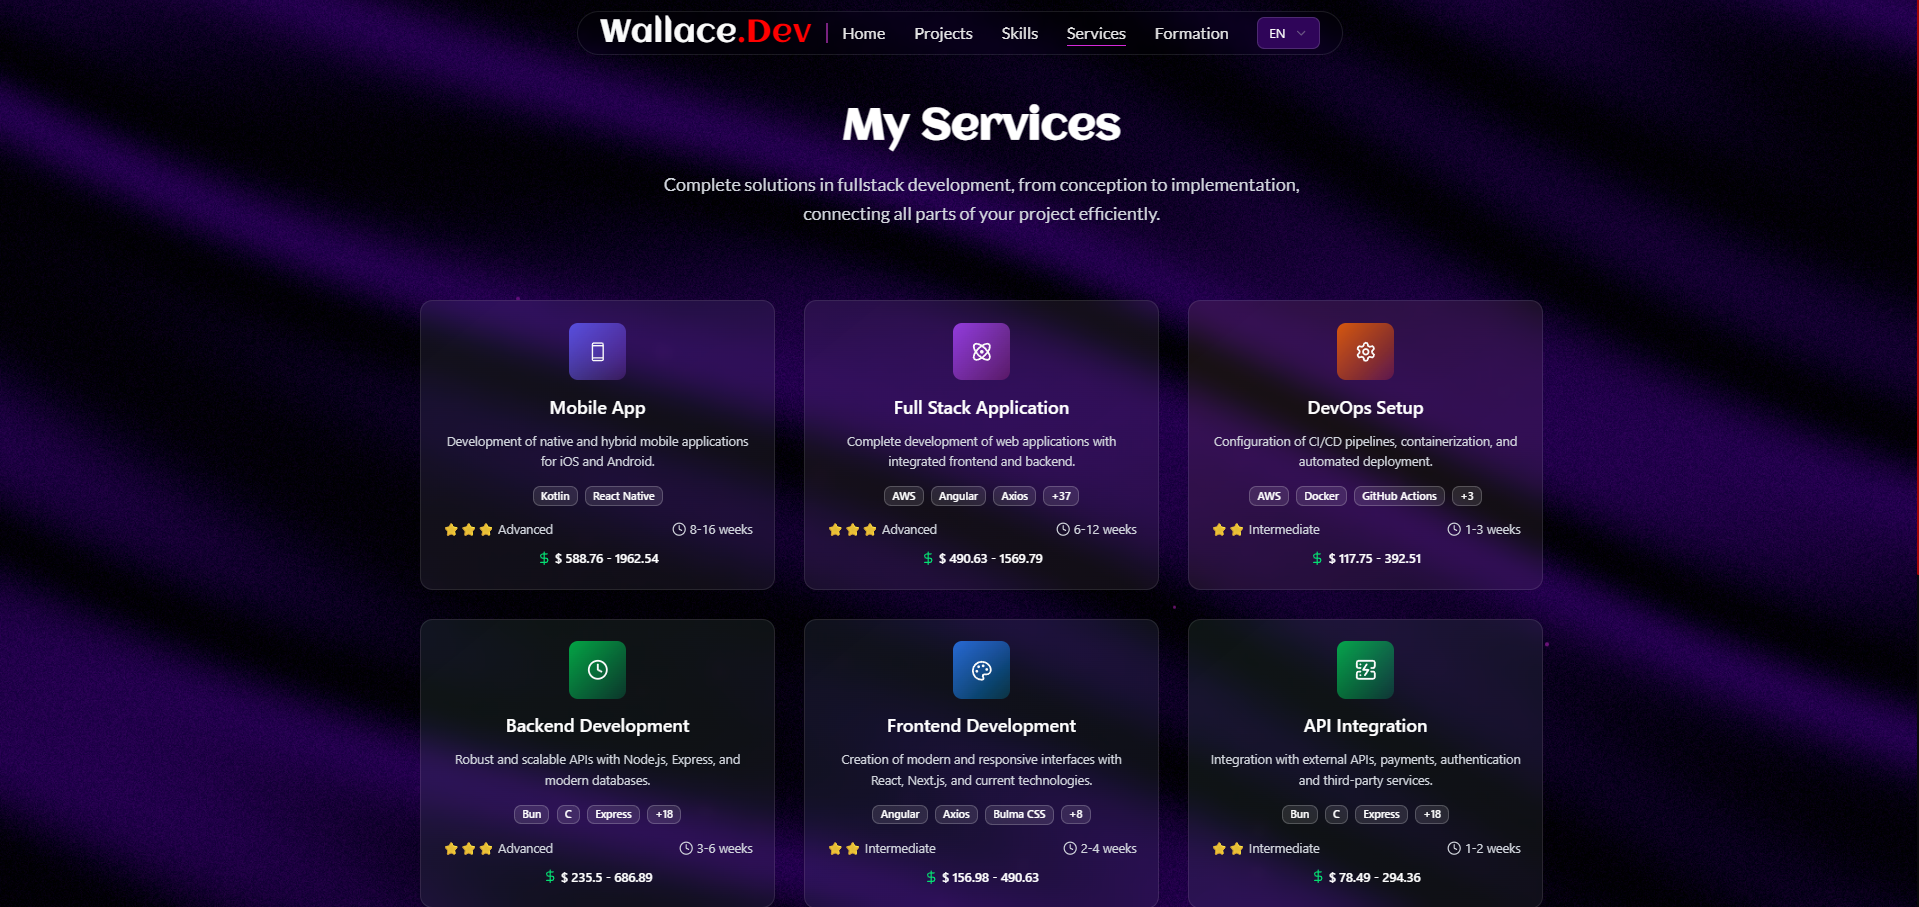 Wallace.Dev | Home Projects Skills Services Formation EN
My Services
Complete solutions in fullstack development, from conception to implementation,
connecting all parts of your project efficiently.
Mobile App
Development of native and hybrid mobile applications
for iOS and Android.
Kotlin React Native
Advanced 8-16 weeks
$ $ 588.76 - 1962.54
Full Stack Application
Complete development of web applications with
integrated frontend and backend.
AWS Angular Axios +37
Advanced 6-12 weeks
$ $ 490.63 - 1569.79
DevOps Setup
Configuration of CI/CD pipelines, containerization, and
automated deployment.
AWS Docker GitHub Actions +3
Intermediate 1-3 weeks
$ $ 117.75 - 392.51
Backend Development
Robust and scalable APIs with Node.js, Express, and
modern databases.
Bun C Express +18
Advanced 3-6 weeks
$ $ 235.5 - 686.89
Frontend Development
Creation of modern and responsive interfaces with
React, Next.js, and current technologies.
Angular Axios Bulma CSS +8
Intermediate 2-4 weeks
$ $ 156.98 - 490.63
API Integration
Integration with external APIs, payments, authentication
and third-party services.
Bun C Express +18
Intermediate 1-2 weeks
$ $ 78.49 - 294.36